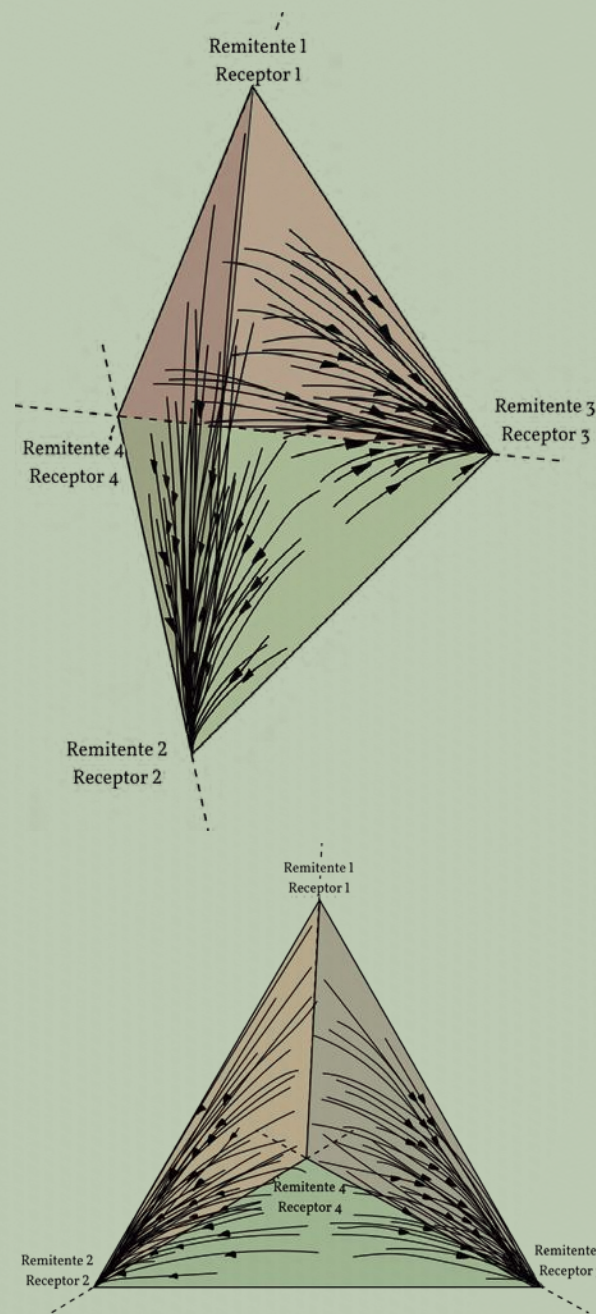 Remitente 1
Receptor 1
Remitente 3
Receptor 3
Remitente 4
Receptor 4
Remitente 2
Receptor 2
Remitente 1
Receptor 1
Remitente 4
Receptor 4
Remitente 2
Receptor 2
Remitente
Receptor